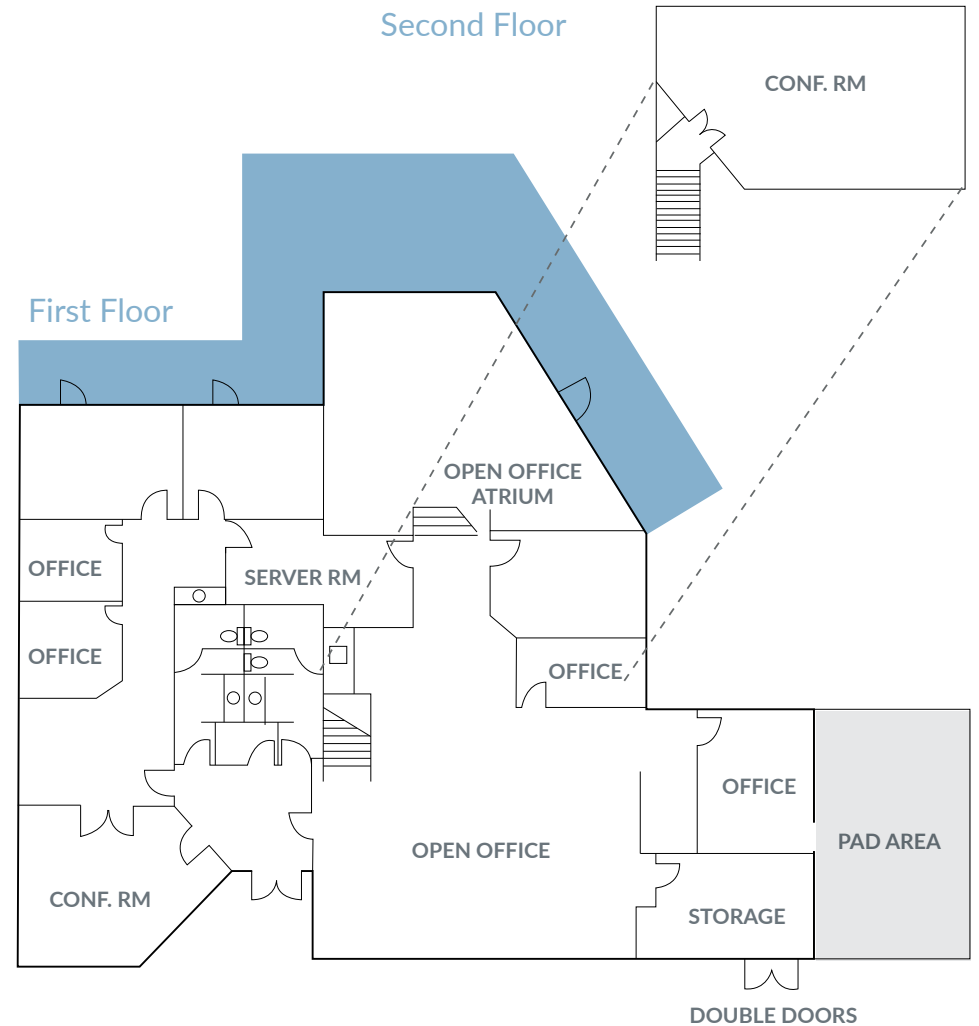 Second Floor
CONF. RM
First Floor
OPEN OFFICE
ATRIUM
OFFICE
SERVER RM
OFFICE
OFFICE
OFFICE
OPEN OFFICE
PAD AREA
CONF. RM
STORAGE
DOUBLE DOORS